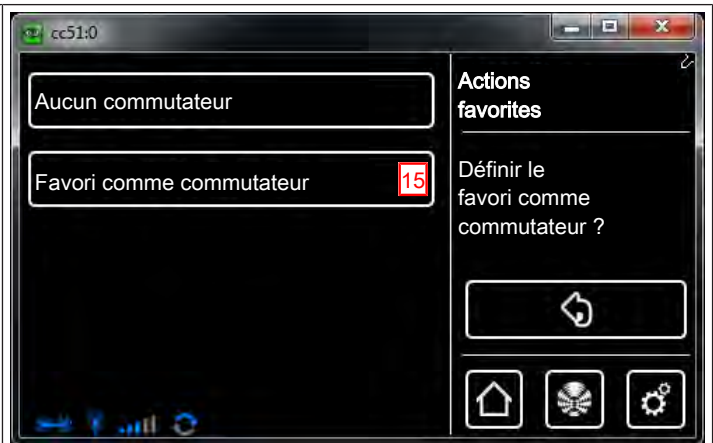 cc51:0
Aucun commutateur
Favori comme commutateur 15
Actions
favorites
Définir le
favori comme
commutateur ?